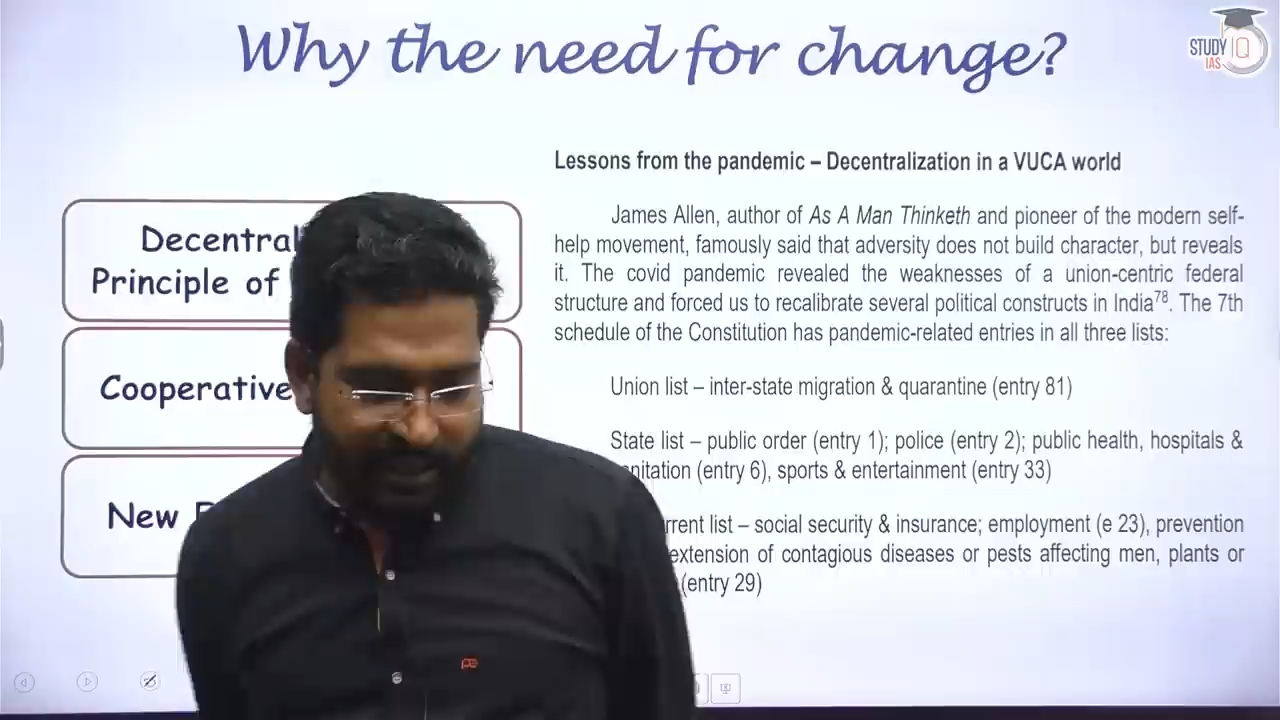 Why the need for change?
STUDY IQ
IAS
Decentral
Principle of
Cooperative
New
Lessons from the pandemic – Decentralization in a VUCA world
James Allen, author of As A Man Thinketh and pioneer of the modern self-
help movement, famously said that adversity does not build character, but reveals
it. The covid pandemic revealed the weaknesses of a union-centric federal
structure and forced us to recalibrate several political constructs in India78. The 7th
schedule of the Constitution has pandemic-related entries in all three lists:
Union list – inter-state migration & quarantine (entry 81)
State list – public order (entry 1); police (entry 2); public health, hospitals &
nitation (entry 6), sports & entertainment (entry 33)
rrent list – social security & insurance; employment (e 23), prevention
extension of contagious diseases or pests affecting men, plants or
(entry 29)